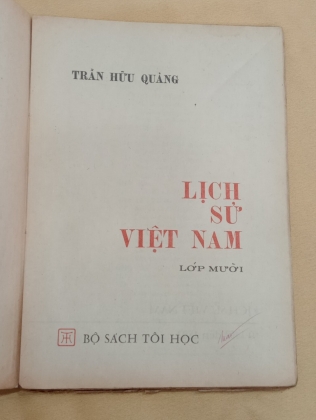 TRẦN HỮU QUẢNG
LỊCH
SỬ
VIỆT NAM
LỚP MƯỜI
BỘ SÁCH TÔI HỌC